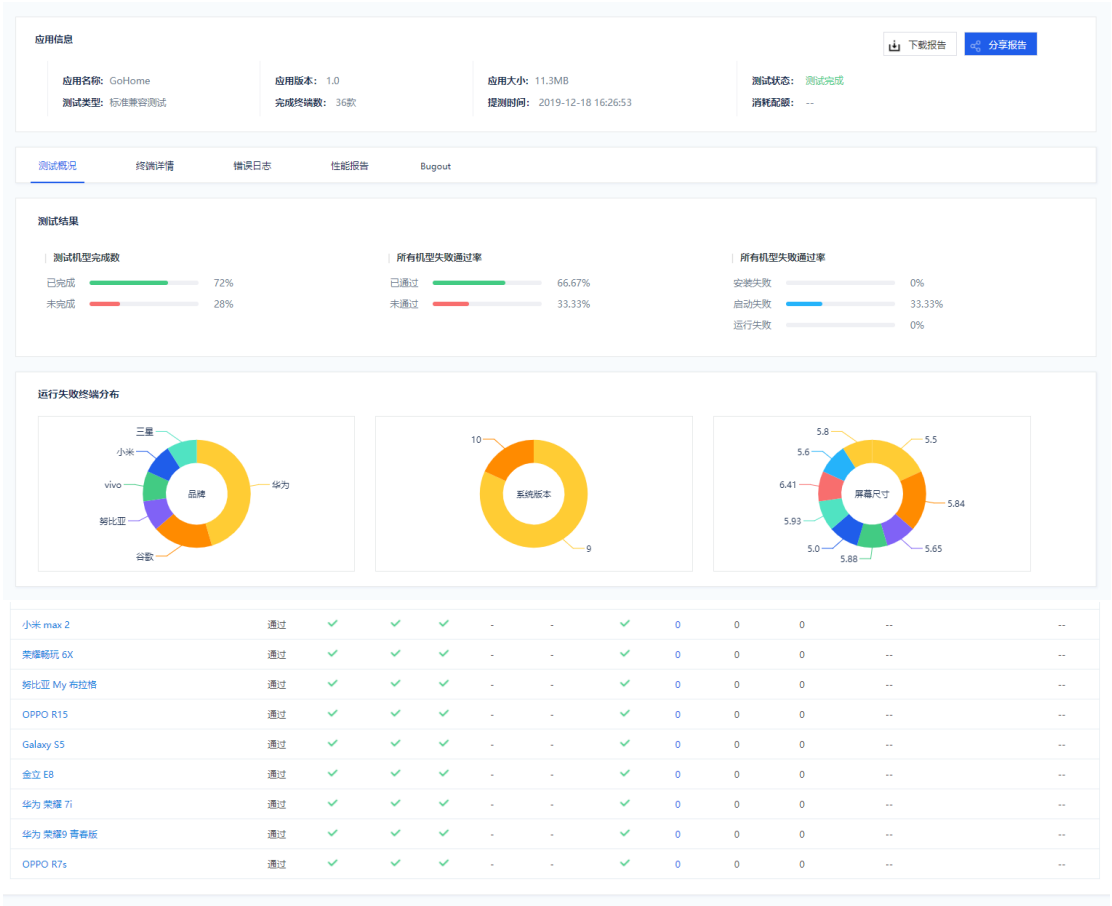 应用信息
下载报告 分享报告
应用名称: GoHome 应用版本: 1.0 应用大小: 11.3MB 测试状态: 测试完成
测试类型: 标准兼容测试 完成终端数: 36款 提测时间: 2019-12-18 16:26:53 消耗配额: --
测试概况 终端详情 错误日志 性能报告 Bugout
测试结果
测试机型完成数 所有机型失败通过率 所有机型失败通过率
已完成 72% 已通过 66.67% 安装失败 0%
未完成 28% 未通过 33.33% 启动失败 33.33%
运行失败 0%
运行失败终端分布
三星
小米
vivo
努比亚
谷歌
华为
品牌
10
系统版本
9
5.8
5.6
6.41
5.93
5.0
5.88
5.5
5.84
5.65
屏幕尺寸
小米 max 2 通过 - - 0 0 0 -- --
荣耀畅玩 6X 通过 - - 0 0 0 -- --
努比亚 My 布拉格 通过 - - 0 0 0 -- --
OPPO R15 通过 - - 0 0 0 -- --
Galaxy S5 通过 - - 0 0 0 -- --
金立 E8 通过 - - 0 0 0 -- --
华为 荣耀 7i 通过 - - 0 0 0 -- --
华为 荣耀9 青春版 通过 - - 0 0 0 -- --
OPPO R7s 通过 - - 0 0 0 -- --